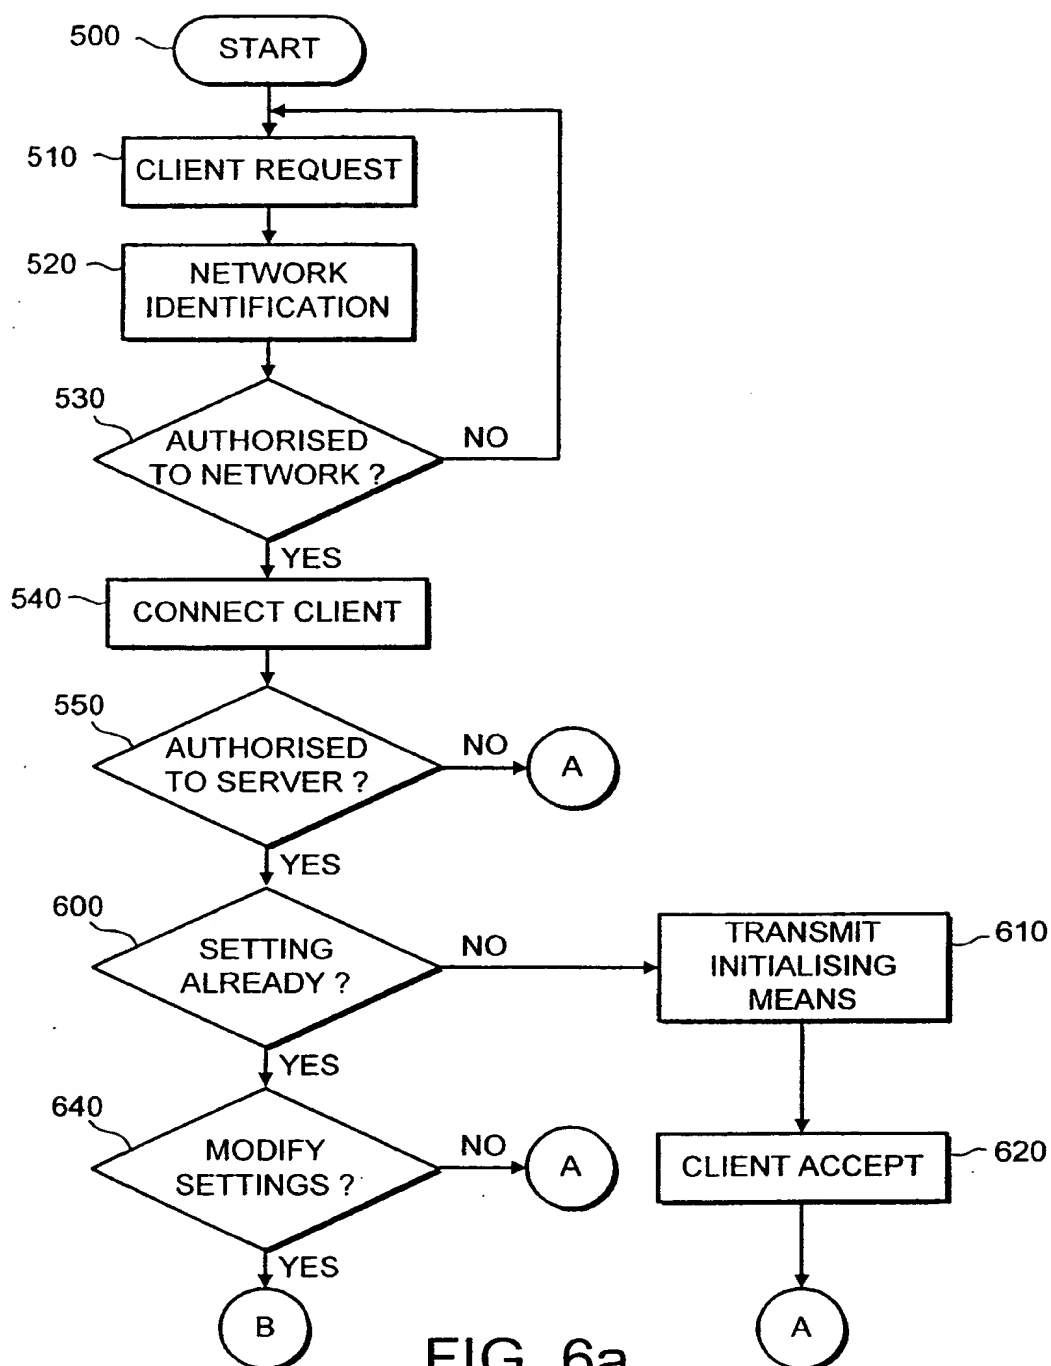 500
START
510
CLIENT REQUEST
520
NETWORK
IDENTIFICATION
530
AUTHORISED
TO NETWORK ?
NO
YES
540
CONNECT CLIENT
550
AUTHORISED
TO SERVER ?
NO
A
YES
600
SETTING
ALREADY ?
NO
TRANSMIT
INITIALISING
MEANS
610
YES
640
MODIFY
SETTINGS ?
NO
A
CLIENT ACCEPT
620
YES
B
A
FIG. 6a